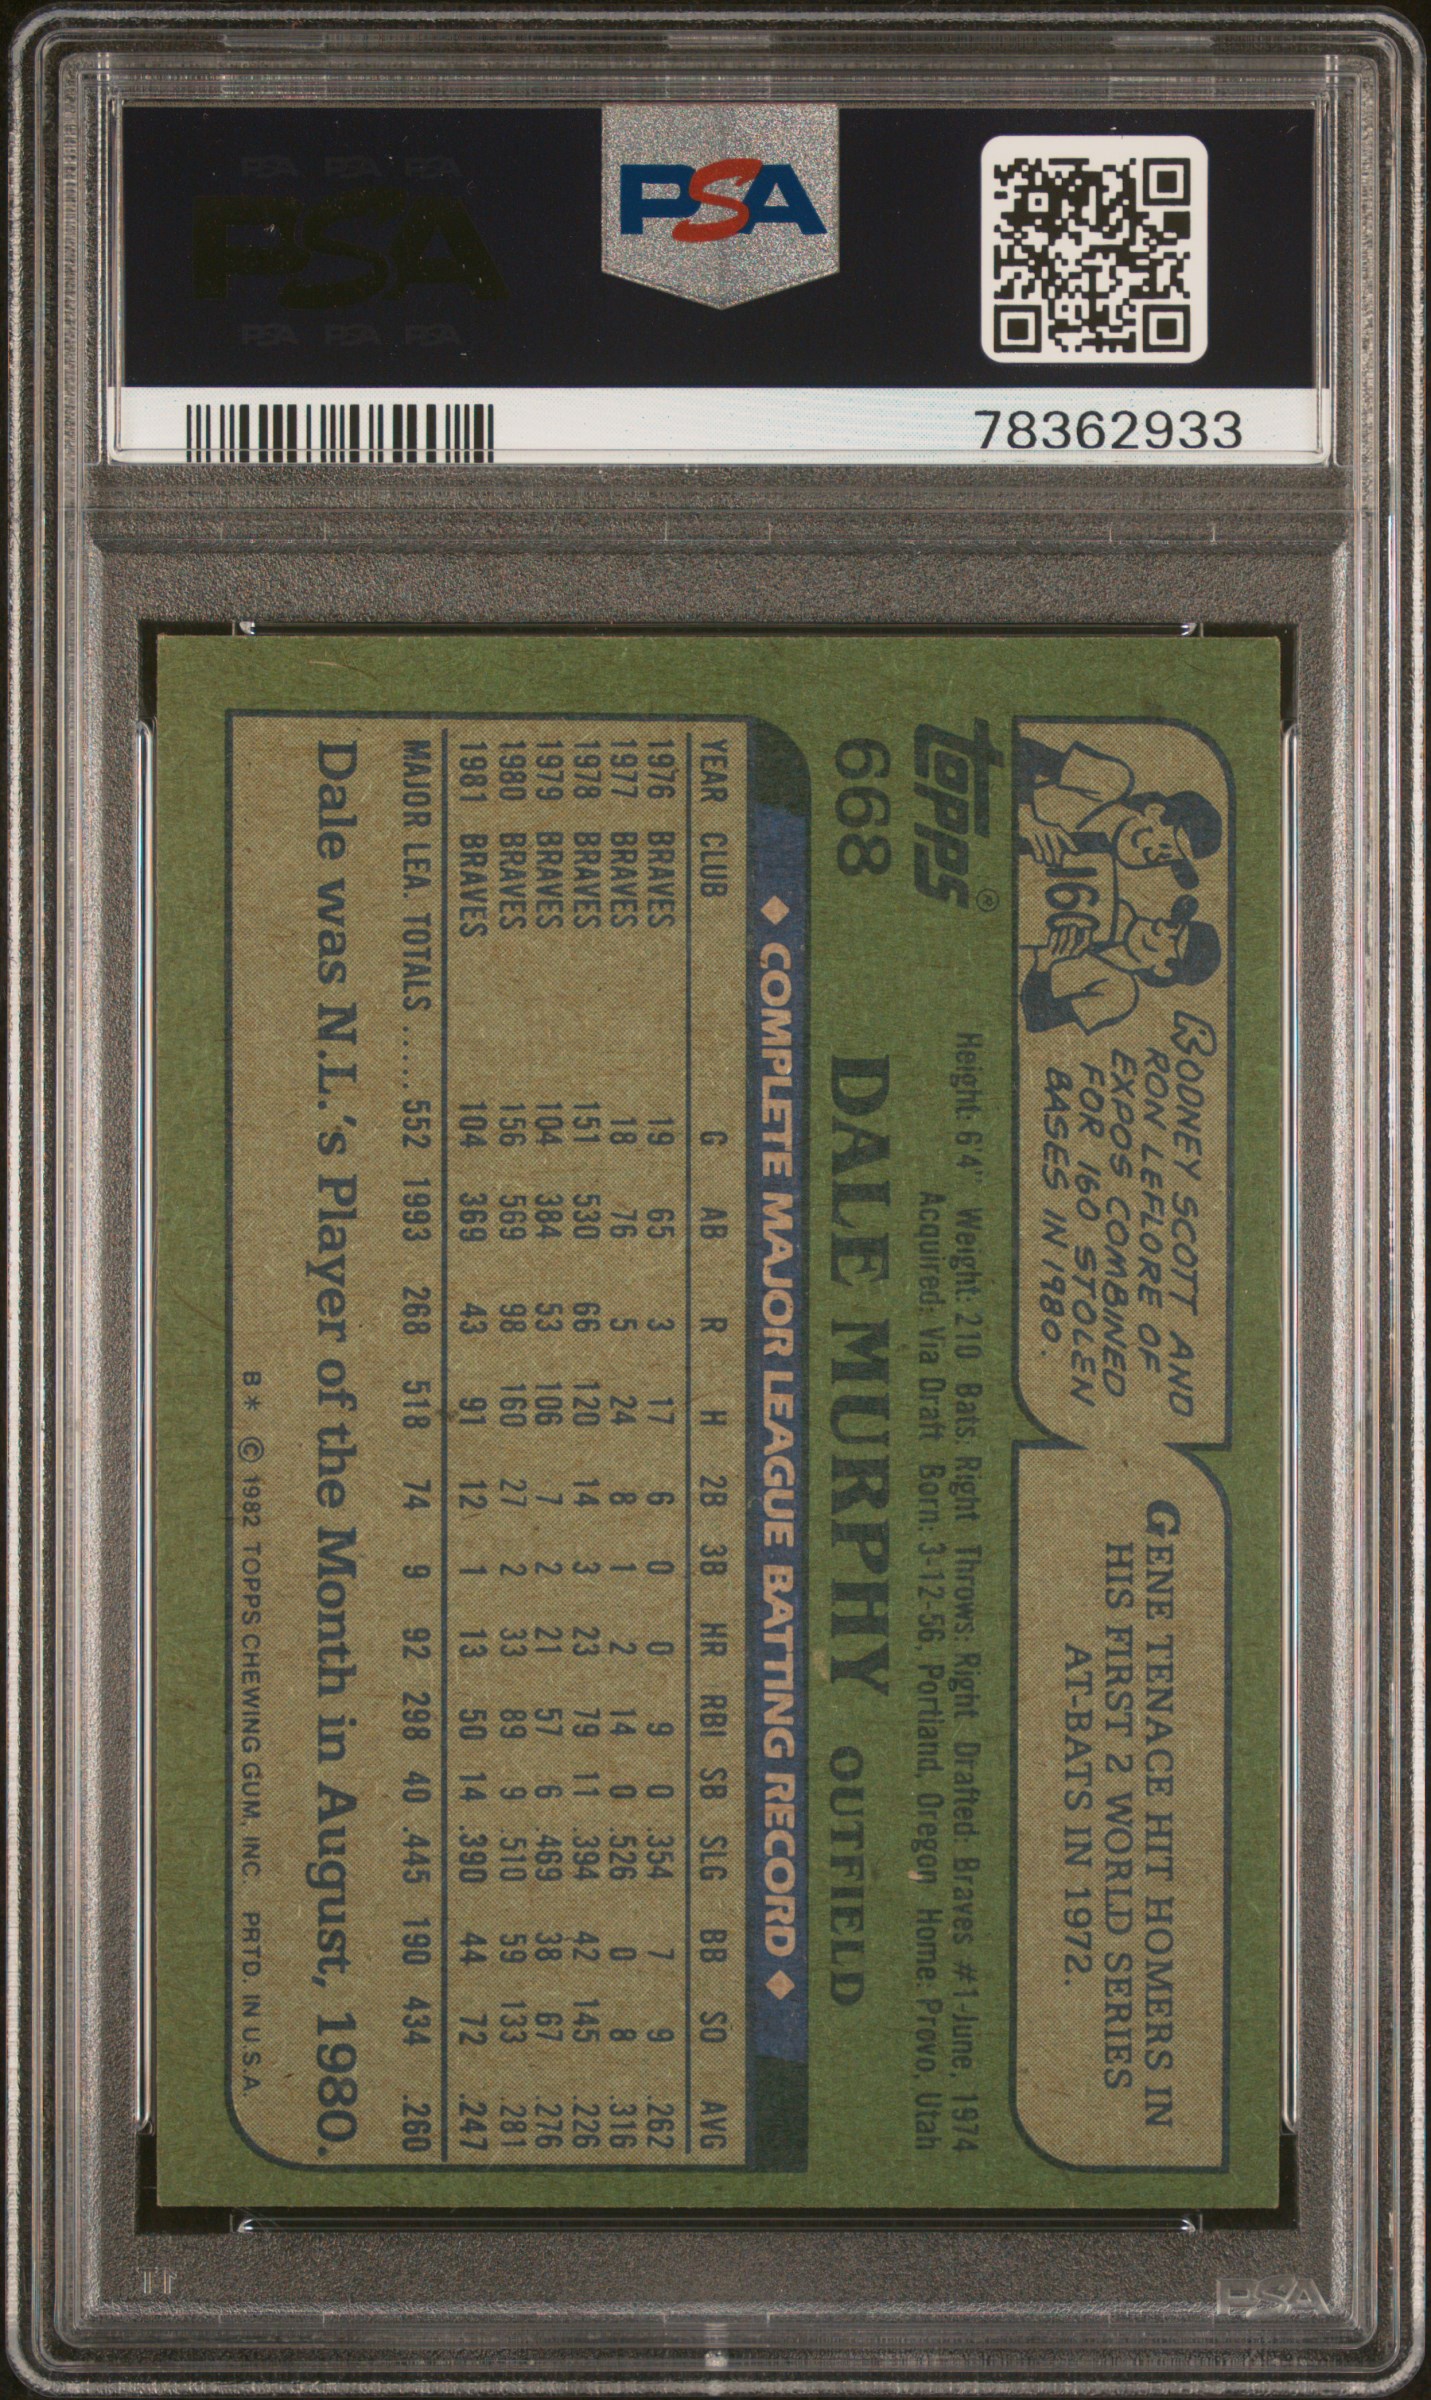 PSA PSA PSA
PSA
PSA PSA PSA
PSA
78362933
RODNEY SCOTT AND
RON LEFLORE OF
EXPOS COMBINED
FOR 160 STOLEN
BASES IN 1980.
160
GENE TENACE HIT HOMERS IN
HIS FIRST 2 WORLD SERIES
AT-BATS IN 1972.
topps®
668
Height: 6'4" Weight: 210 Bats: Right Throws: Right Drafted: Braves #1-June, 1974
Acquired: Via Draft Born: 3-12-56, Portland, Oregon Home: Provo, Utah
DALE MURPHY OUTFIELD
◆ COMPLETE MAJOR LEAGUE BATTING RECORD ◆
YEAR CLUB G AB R H 2B 3B HR RBI SB SLG BB SO AVG
1976 BRAVES 19 65 3 17 6 0 0 9 0 .354 7 9 .262
1977 BRAVES 18 76 5 24 8 1 2 14 0 .526 0 8 .316
1978 BRAVES 151 530 66 120 14 3 23 79 11 .394 42 145 .226
1979 BRAVES 104 384 53 106 7 2 21 57 6 .469 38 67 .276
1980 BRAVES 156 569 98 160 27 2 33 89 9 .510 59 133 .281
1981 BRAVES 104 369 43 91 12 1 13 50 14 .390 44 72 .247
MAJOR LEA. TOTALS ...... 552 1993 268 518 74 9 92 298 40 .445 190 434 .260
Dale was N.L.'s Player of the Month in August, 1980.
B* © 1982 TOPPS CHEWING GUM, INC. PRTD. IN U.S.A.
PSA